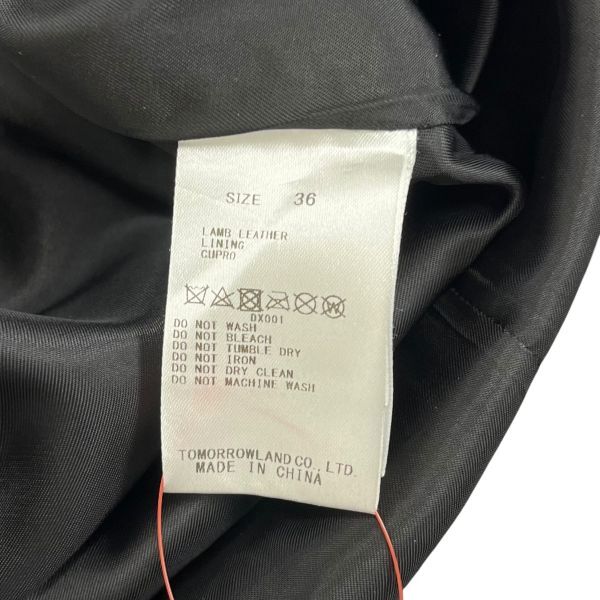 SIZE 36
LAMB LEATHER
LINING
CUPRO
DX001
DO NOT WASH
DO NOT BLEACH
DO NOT TUMBLE DRY
DO NOT IRON
DO NOT DRY CLEAN
DO NOT MACHINE WASH
TOMORROWLAND CO., LTD.
MADE IN CHINA